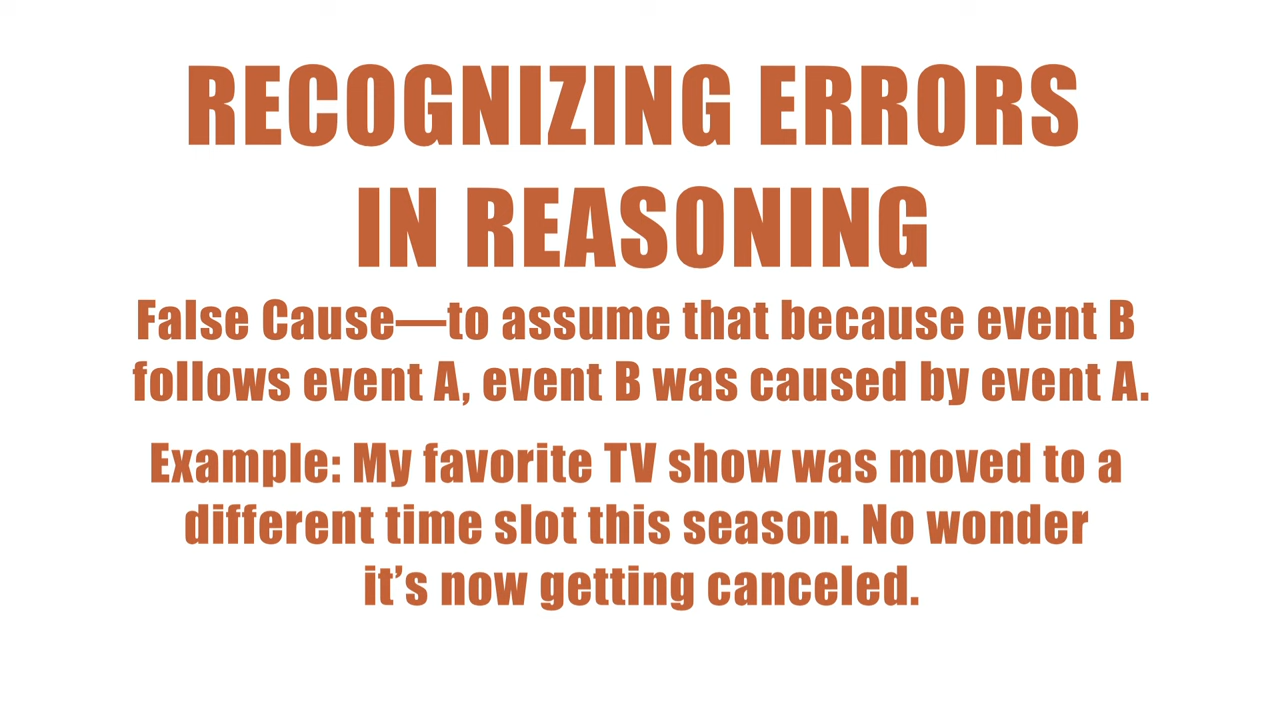 RECOGNIZING ERRORS
IN REASONING
False Cause—to assume that because event B
follows event A, event B was caused by event A.
Example: My favorite TV show was moved to a
different time slot this season. No wonder
it’s now getting canceled.